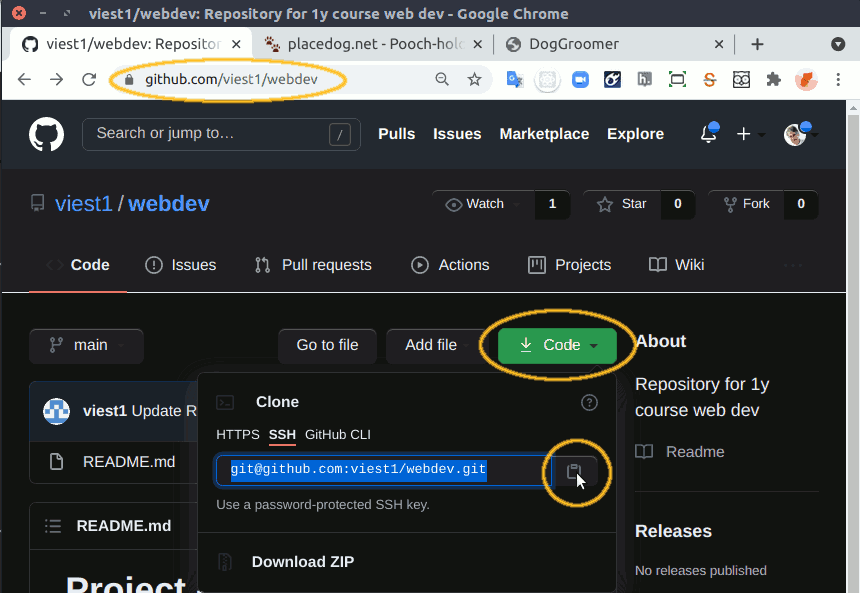 viest1/webdev: Repository for 1y course web dev - Google Chrome
viest1/webdev: Repositor
placedog.net - Pooch-hol
DogGroomer
github.com/viest1/webdev
Search or jump to…
/
Pulls
Issues
Marketplace
Explore
viest1 / webdev
Watch
1
Star
0
Fork
0
Code
Issues
Pull requests
Actions
Projects
Wiki
main
Go to file
Add file
Code
About
Clone
Repository for 1y
course web dev
viest1 Update R
HTTPS
SSH
GitHub CLI
README.md
git@github.com:viest1/webdev.git
Readme
Use a password-protected SSH key.
README.md
Releases
Download ZIP
No releases published
Project